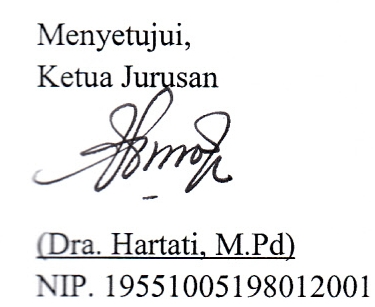 Menyetujui,
Ketua Jurusan
(Dra. Hartati, M.Pd)
NIP. 19551005198012001